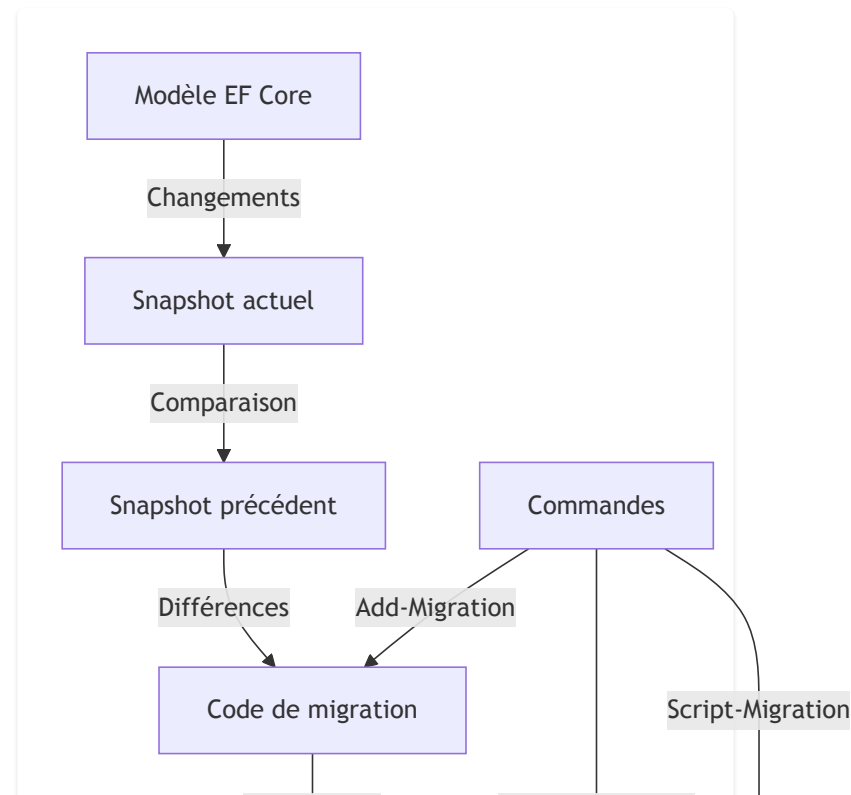 Modèle EF Core
Changements
Snapshot actuel
Comparaison
Snapshot précédent
Commandes
Différences
Add-Migration
Code de migration
Script-Migration